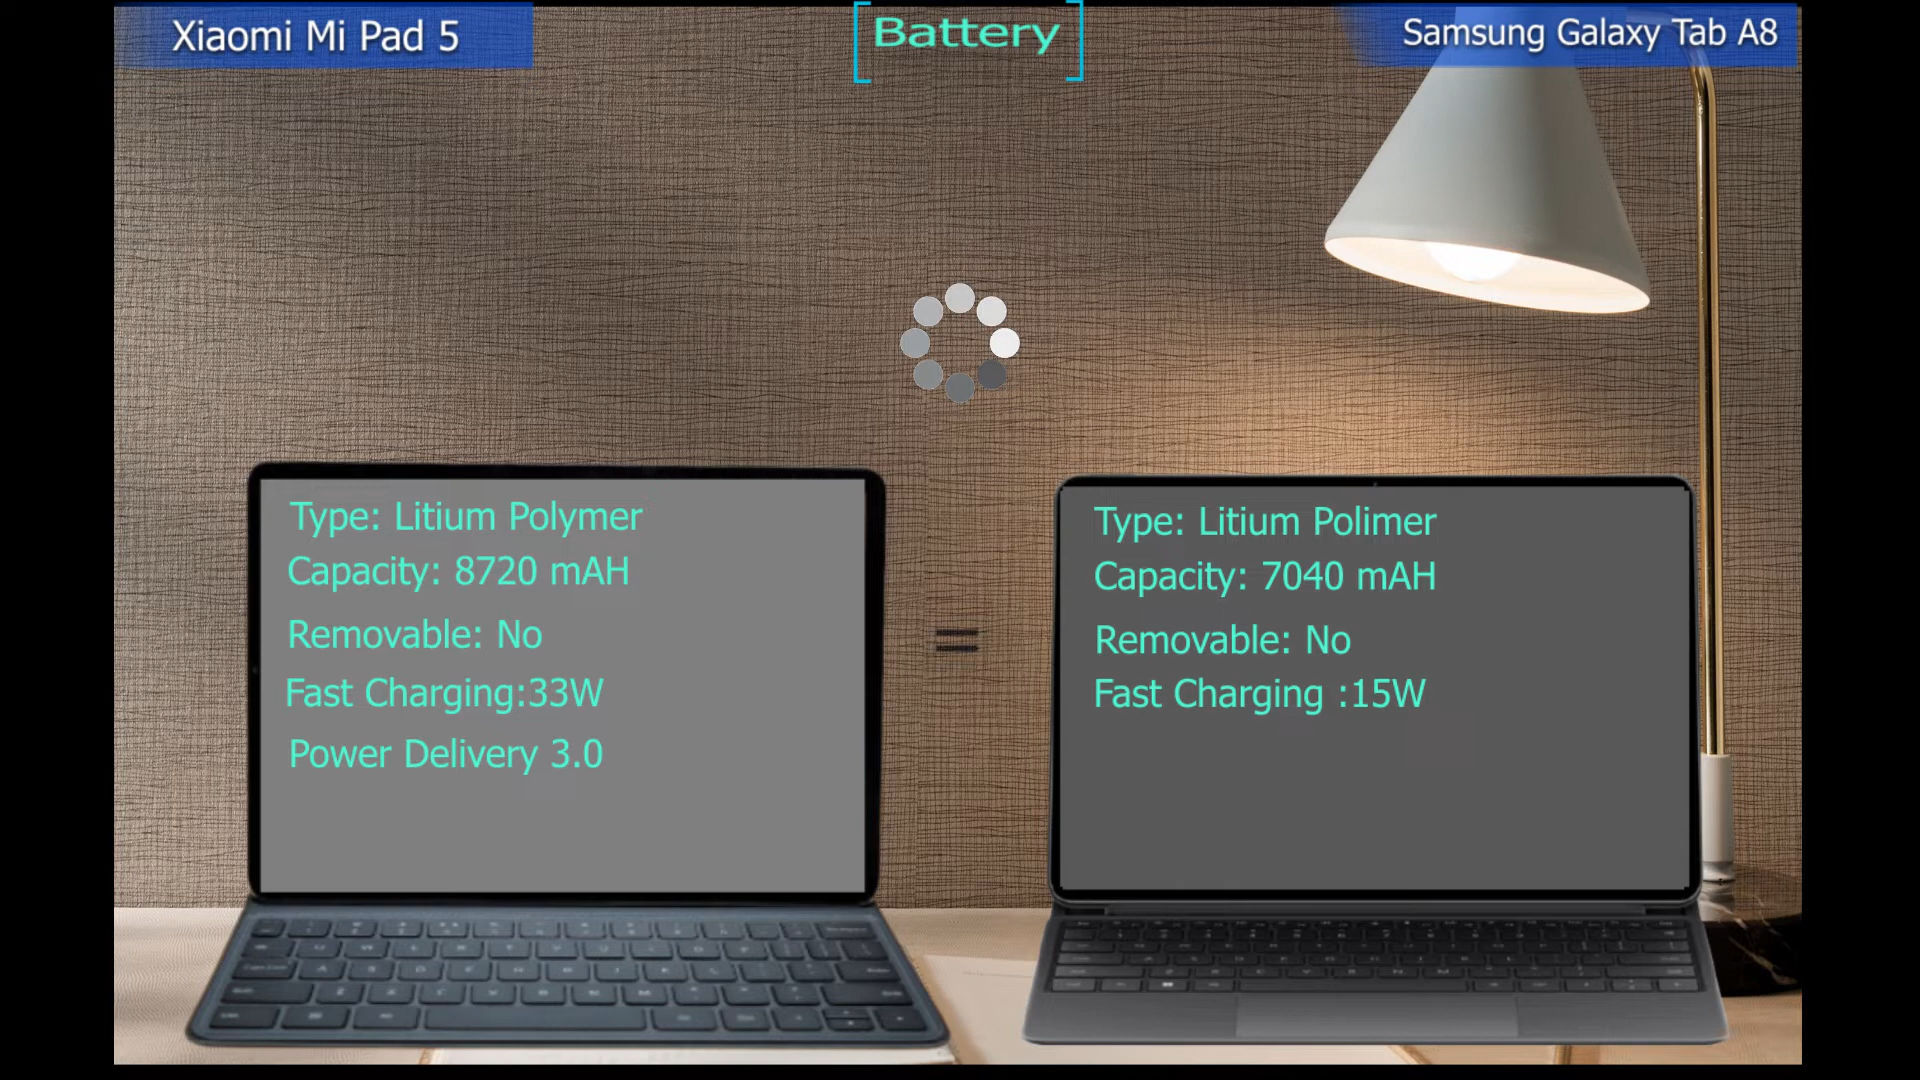 Xiaomi Mi Pad 5
Battery
Samsung Galaxy Tab A8
Type: Litium Polymer
Capacity: 8720 mAH
Removable: No
Fast Charging:33W
Power Delivery 3.0
=
Type: Litium Polimer
Capacity: 7040 mAH
Removable: No
Fast Charging :15W